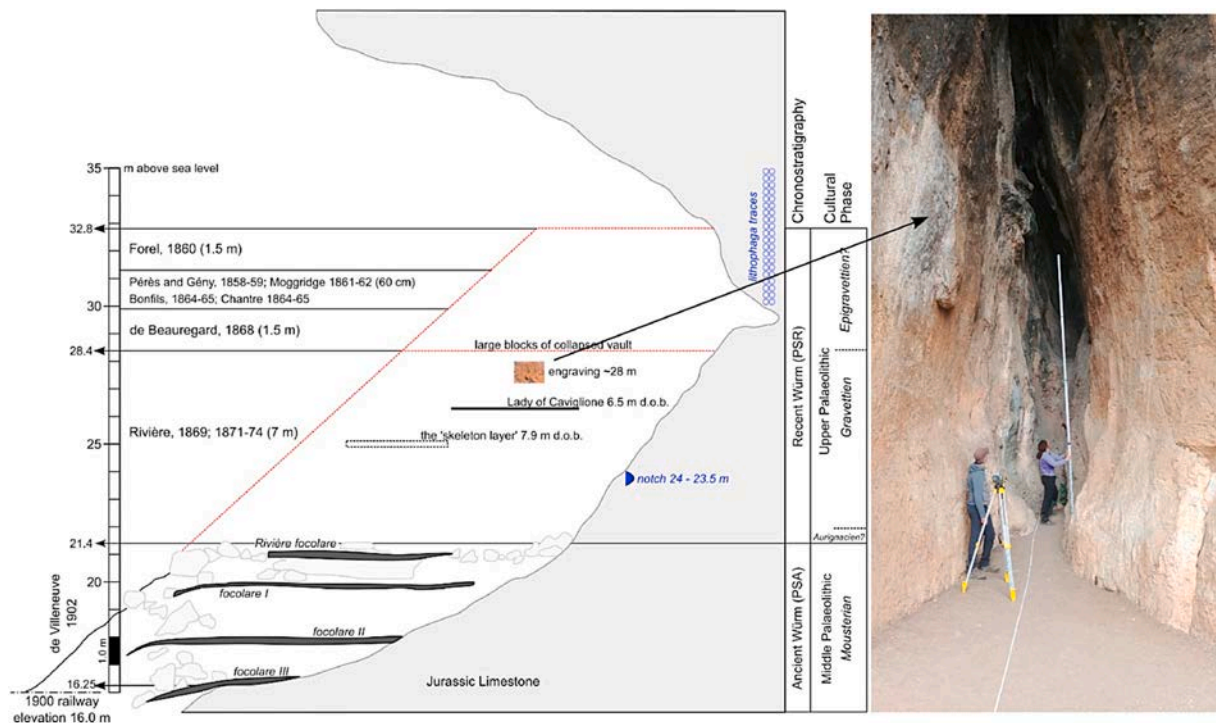 35
m above sea level
32.8
Forel, 1860 (1.5 m)
Pérès and Gény, 1858-59; Moggridge 1861-62 (60 cm)
30
Bonfils, 1864-65; Chantre 1864-65
de Beauregard, 1868 (1.5 m)
28.4
large blocks of collapsed vault
engraving ~28 m
Lady of Caviglione 6.5 m d.o.b.
Rivière, 1869; 1871-74 (7 m)
25
the 'skeleton layer' 7.9 m d.o.b.
notch 24 - 23.5 m
21.4
Rivière focolare
20
focolare I
focolare II
focolare III
de Villeneuve
1902
1.0 m
16.25
1900 railway
elevation 16.0 m
Jurassic Limestone
lithophaga traces
Chronostratigraphy
Cultural
Phase
Recent Würm (PSR)
Upper Palaeolithic
Epigravettien?
Gravettien
Aurignacien?
Ancient Würm (PSA)
Middle Palaeolithic
Mousterian